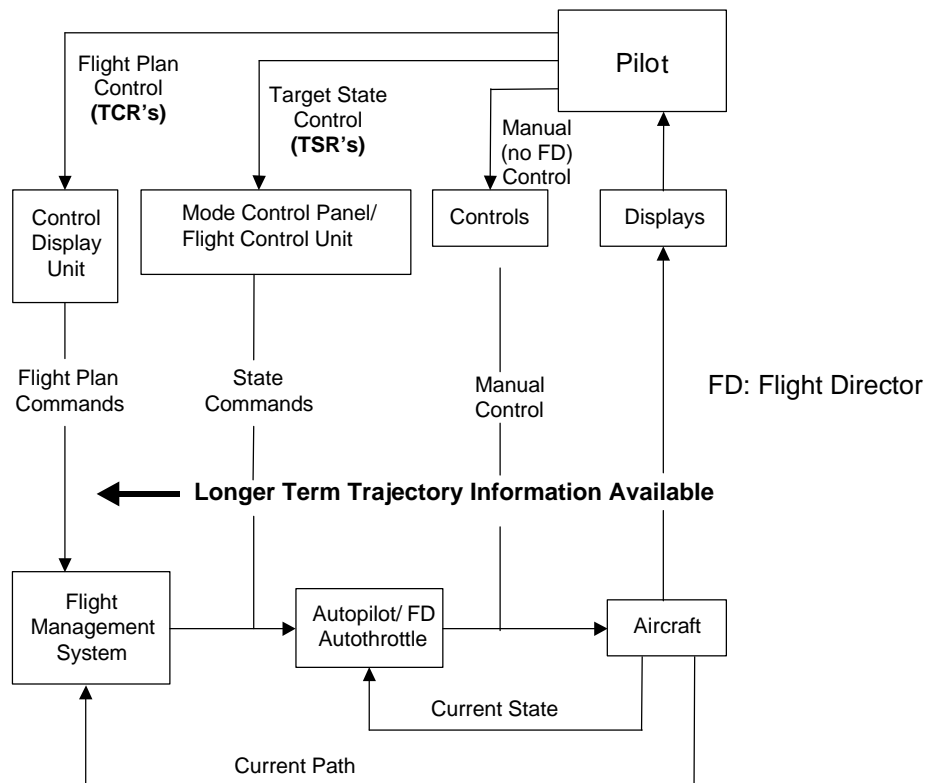 Pilot
Flight Plan
Control
(TCR's)
Target State
Control
(TSR's)
Manual
(no FD)
Control
Control
Display
Unit
Mode Control Panel/
Flight Control Unit
Controls
Displays
Flight Plan
Commands
State
Commands
Manual
Control
FD: Flight Director
Longer Term Trajectory Information Available
Flight
Management
System
Autopilot/ FD
Autothrottle
Aircraft
Current State
Current Path